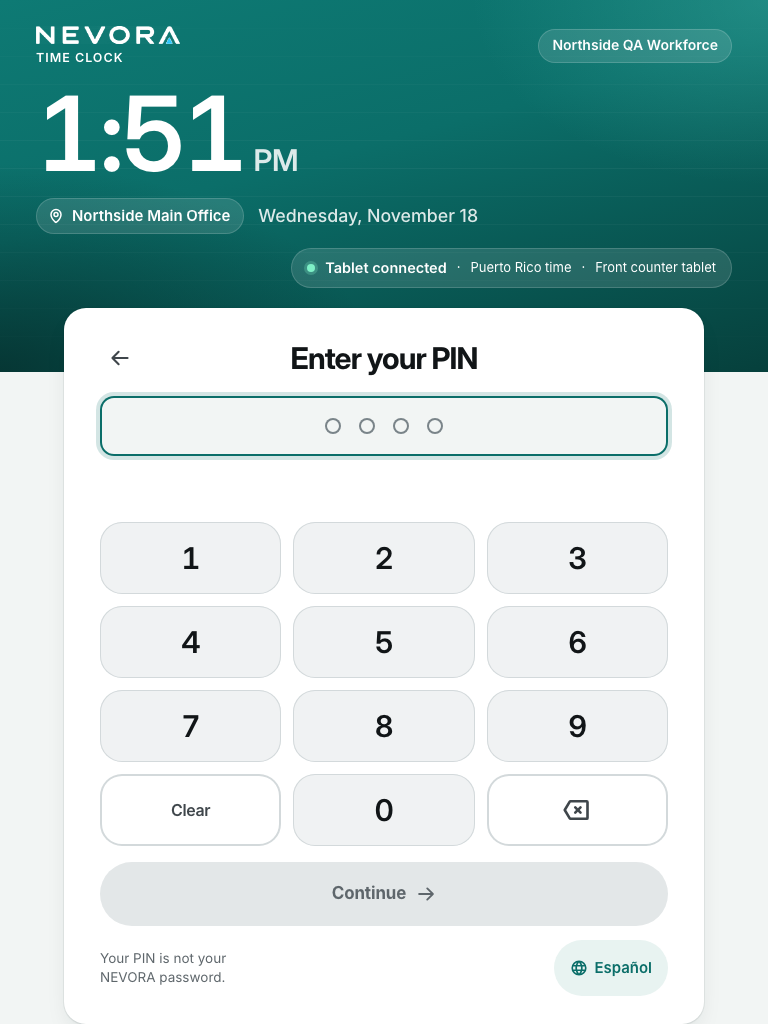 NEVORA
TIME CLOCK
Northside QA Workforce
1:51 PM
Northside Main Office
Wednesday, November 18
Tablet connected · Puerto Rico time · Front counter tablet
Enter your PIN
1
2
3
4
5
6
7
8
9
Clear
0
Continue
Your PIN is not your
NEVORA password.
Español